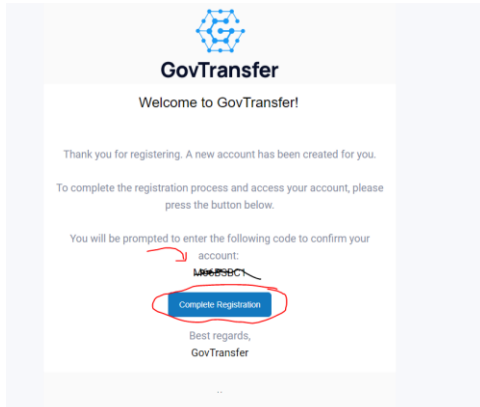 GovTransfer
Welcome to GovTransfer!
Thank you for registering. A new account has been created for you.
To complete the registration process and access your account, please
press the button below.
You will be prompted to enter the following code to confirm your
account:
Complete Registration
Best regards,
GovTransfer
..